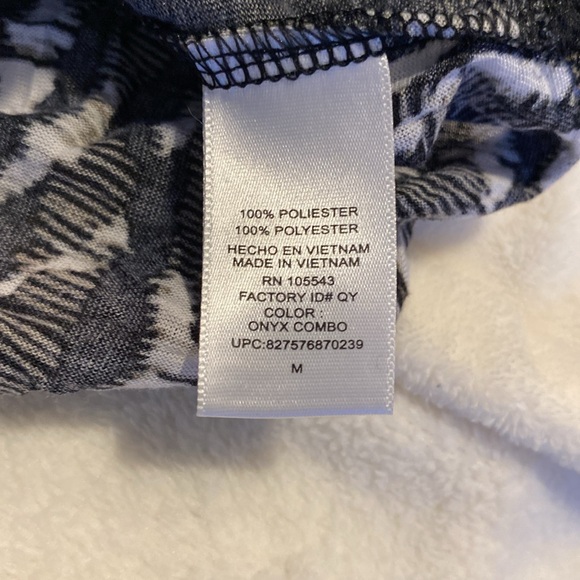 100% POLIESTER
100% POLYESTER
HECHO EN VIETNAM
MADE IN VIETNAM
RN 105543
FACTORY ID# QY
COLOR :
ONYX COMBO
UPC:827576870239
M